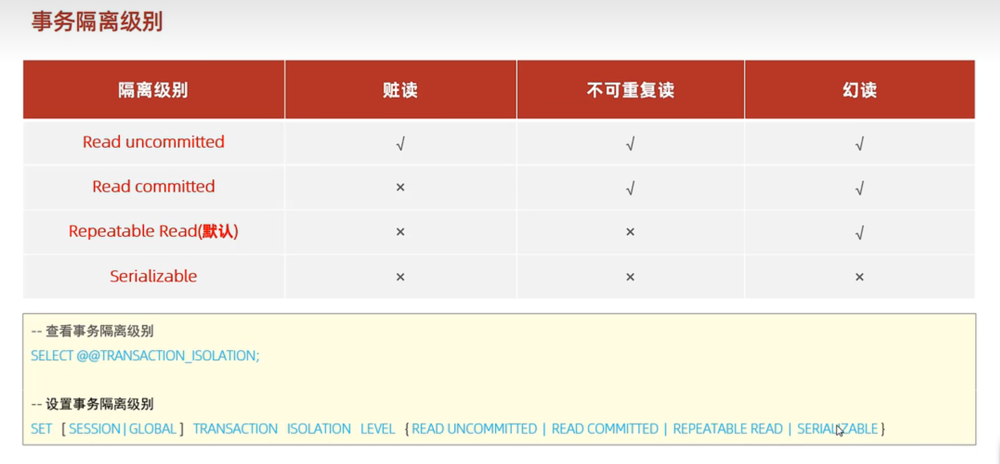 事务隔离级别
隔离级别 赃读 不可重复读 幻读
Read uncommitted √ √ √
Read committed × √ √
Repeatable Read(默认) × × √
Serializable × × ×
-- 查看事务隔离级别
SELECT @@TRANSACTION_ISOLATION;
-- 设置事务隔离级别
SET [ SESSION | GLOBAL ] TRANSACTION ISOLATION LEVEL { READ UNCOMMITTED | READ COMMITTED | REPEATABLE READ | SERIALIZABLE }